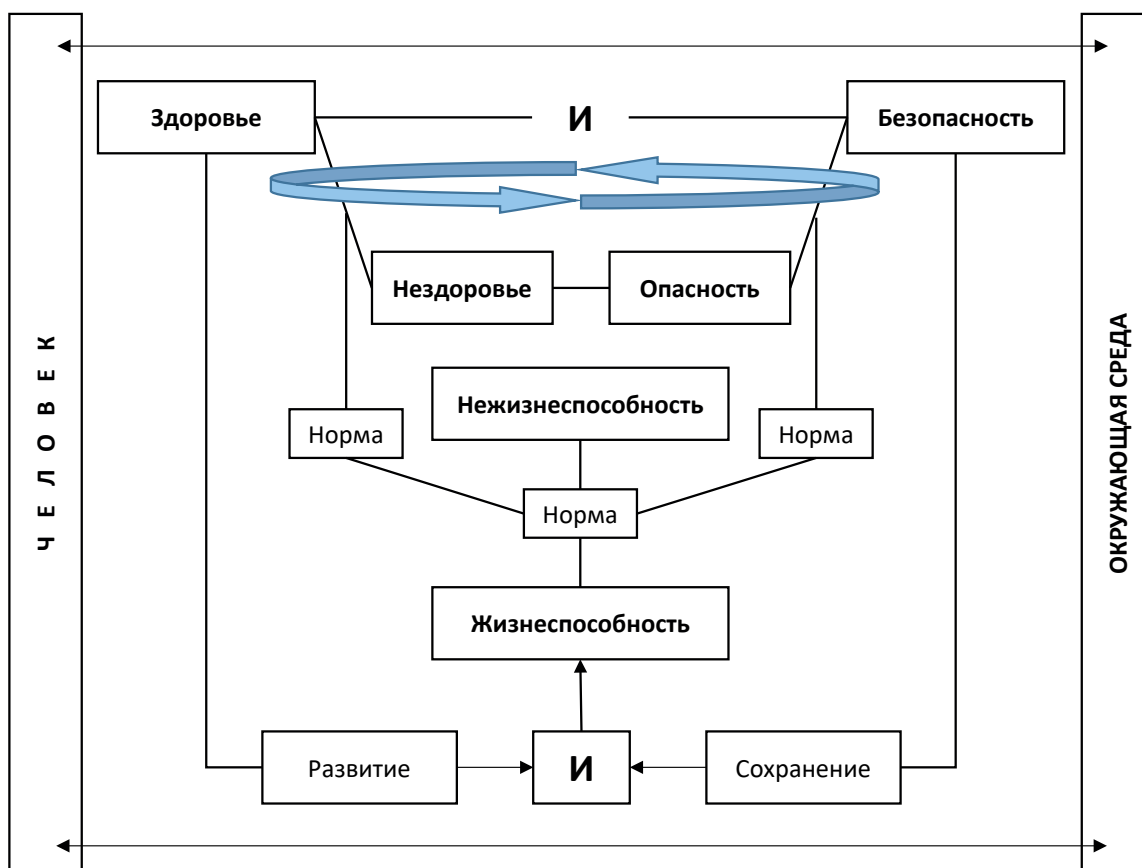 Ч Е Л О В Е К
ОКРУЖАЮЩАЯ СРЕДА
Здоровье
И
Безопасность
Нездоровье
Опасность
Нежизнеспособность
Норма
Норма
Норма
Жизнеспособность
Развитие
И
Сохранение